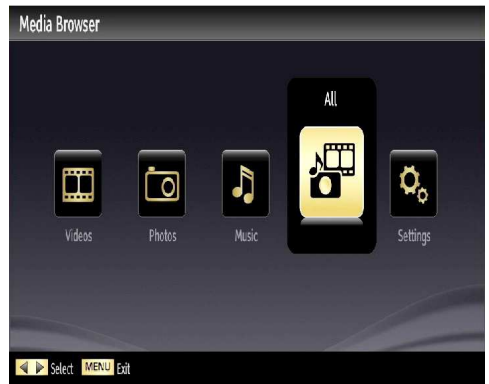 Media Browser
All
Videos Photos Music Settings
Select MENU Exit